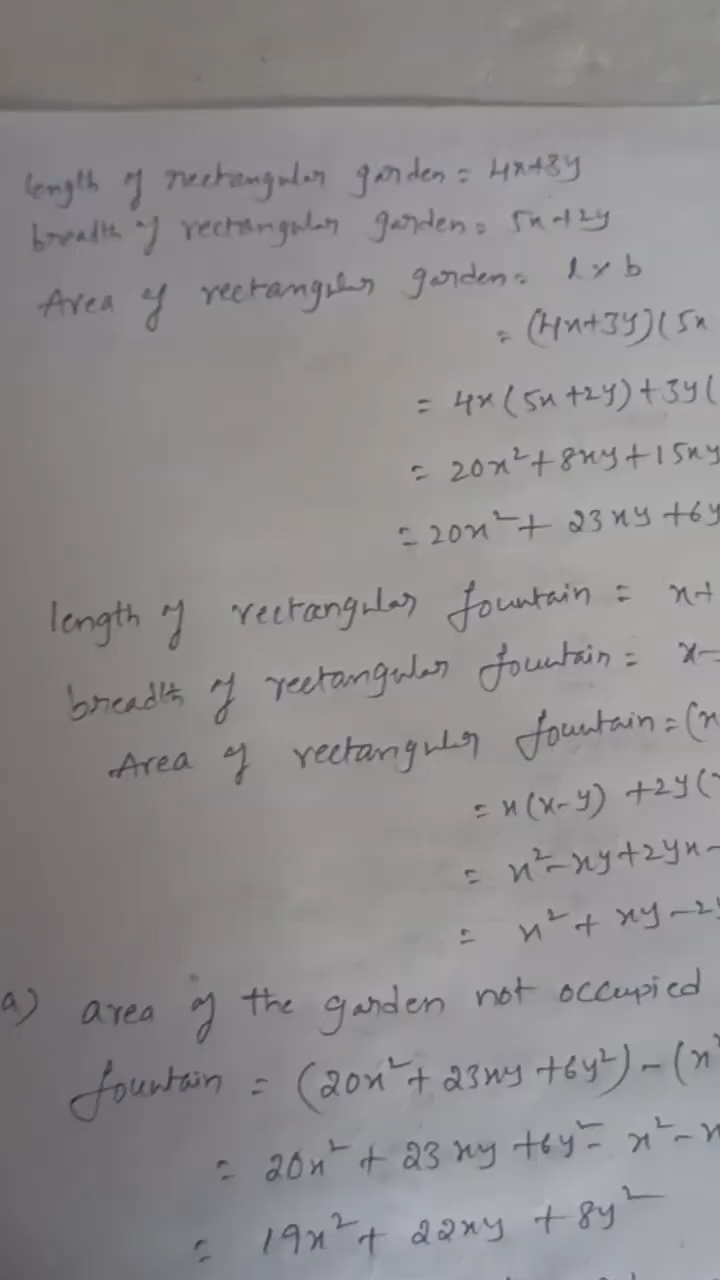 length of rectangular garden = 4x+3y
breadth of rectangular garden = 5x+2y
Area of rectangular garden = l × b
= (4x+3y)(5x
= 4x(5x+2y)+3y(
= 20x²+8xy+15xy
= 20x²+ 23xy+6y
length of rectangular fountain = x+
breadth of rectangular fountain = x-
Area of rectangular fountain = (x
= x(x-y) +2y(
= x²-xy+2yx-
= x²+ xy-2y
a) area of the garden not occupied
fountain = (20x²+ 23xy+6y²)-(x²
= 20x²+ 23xy+6y²- x²-x
= 19x²+ 22xy + 8y²